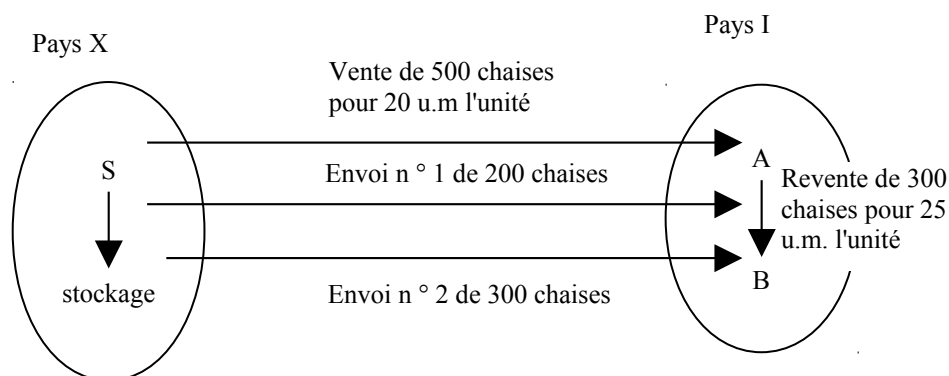 Pays X
Pays I
Vente de 500 chaises
pour 20 u.m l'unité
S
A
Envoi n ° 1 de 200 chaises
Revente de 300
chaises pour 25
u.m. l'unité
stockage
B
Envoi n ° 2 de 300 chaises